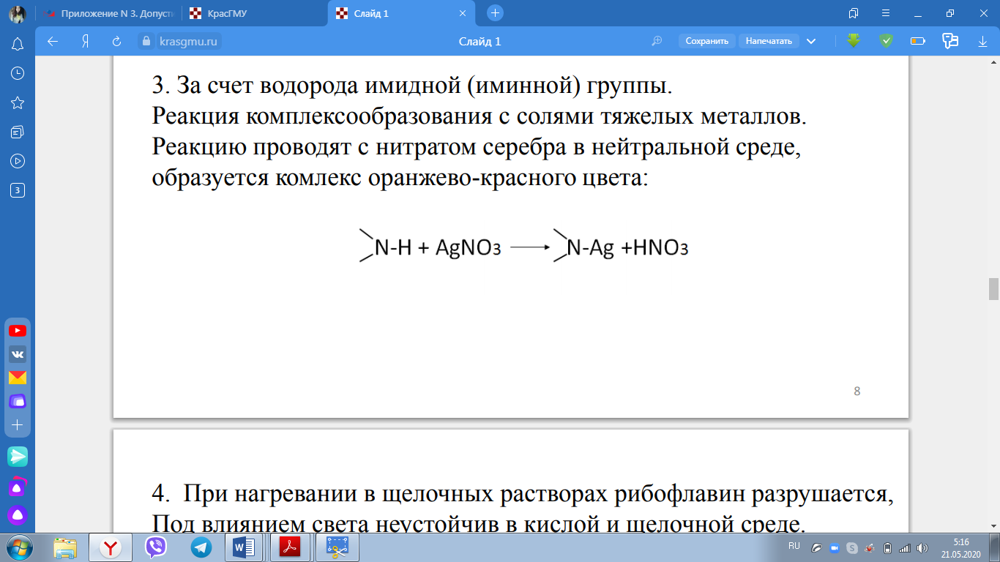 Приложение N 3. Допусти
КрасГМУ
Слайд 1
krasgmu.ru
Слайд 1
Сохранить
Напечатать
3. За счет водорода имидной (иминной) группы.
Реакция комплексообразования с солями тяжелых металлов.
Реакцию проводят с нитратом серебра в нейтральной среде,
образуется комлекс оранжево-красного цвета:
N-H + AgNO3 → N-Ag +HNO3
8
4. При нагревании в щелочных растворах рибофлавин разрушается,
Под влиянием света неустойчив в кислой и щелочной среде.
3
RU
5:16
21.05.2020